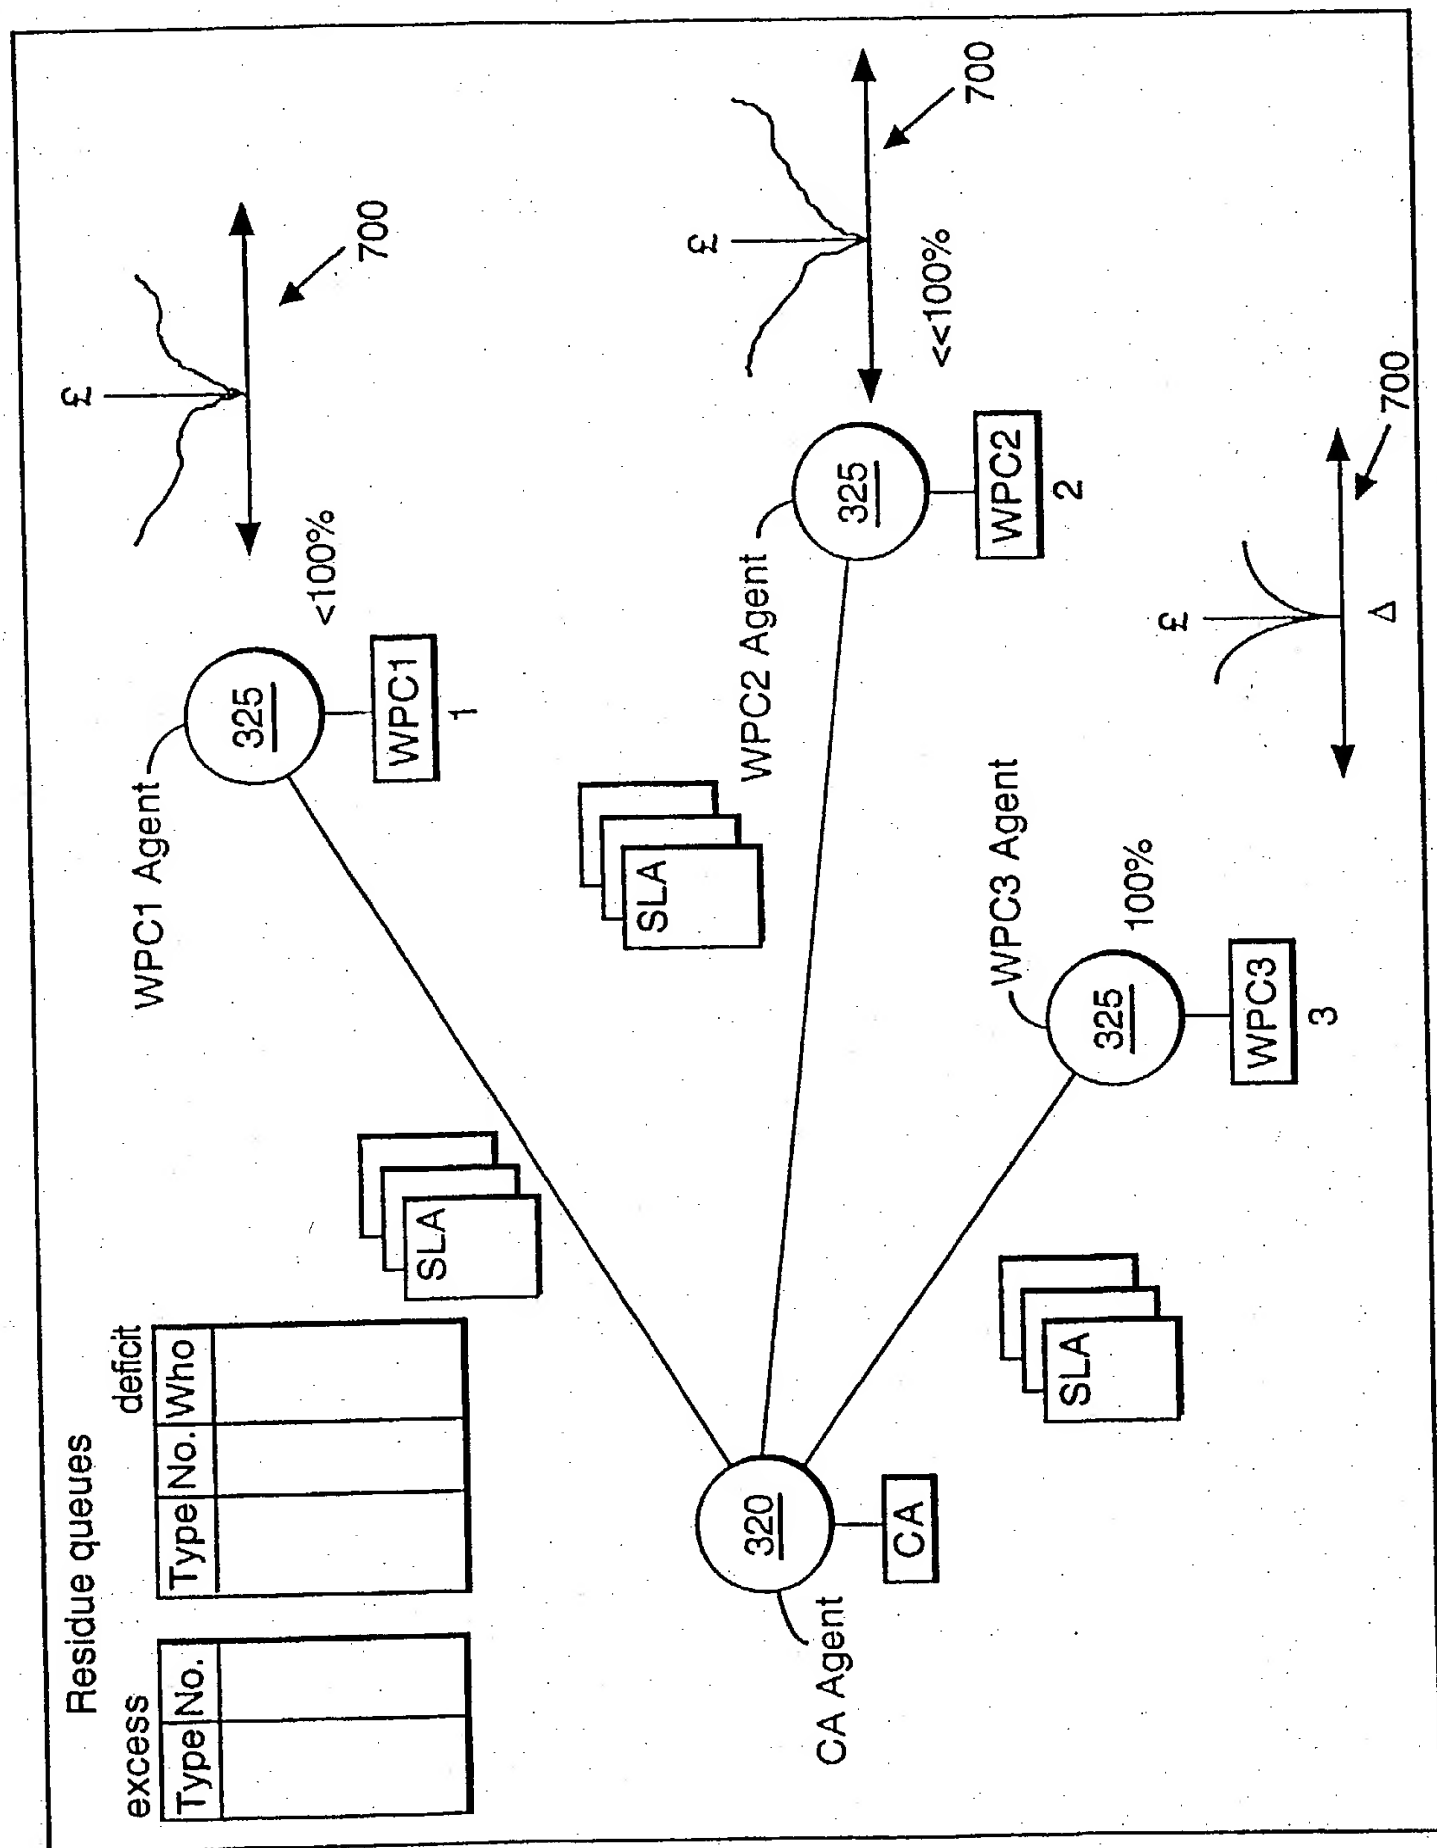 Residue queues
excess
Type No.
deficit
Type No. Who
SLA
WPC1 Agent
325
WPC1
1
<100%
£
700
SLA
WPC2 Agent
325
WPC2
2
<<100%
£
700
CA Agent
320
CA
SLA
WPC3 Agent
325
WPC3
3
100%
£
Δ
700